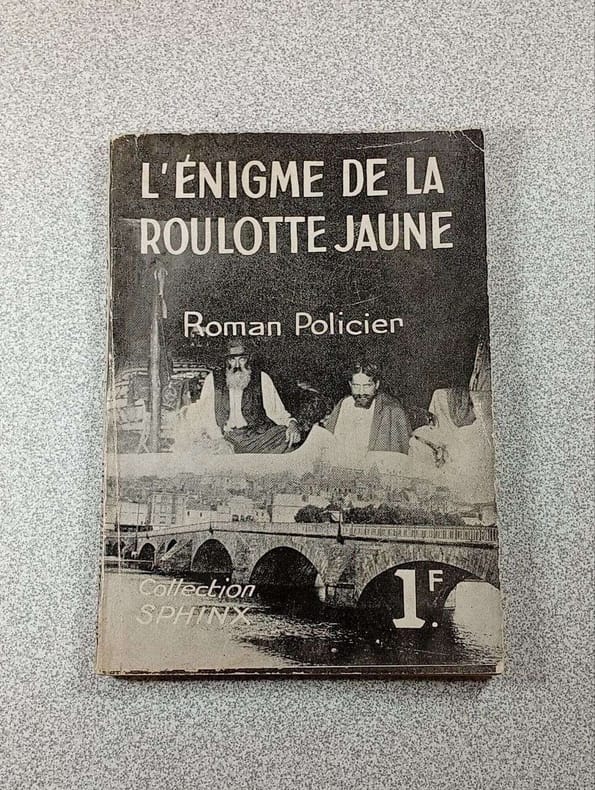 L'ÉNIGME DE LA
ROULOTTE JAUNE
Roman Policier
Collection
SPHINX
1F.